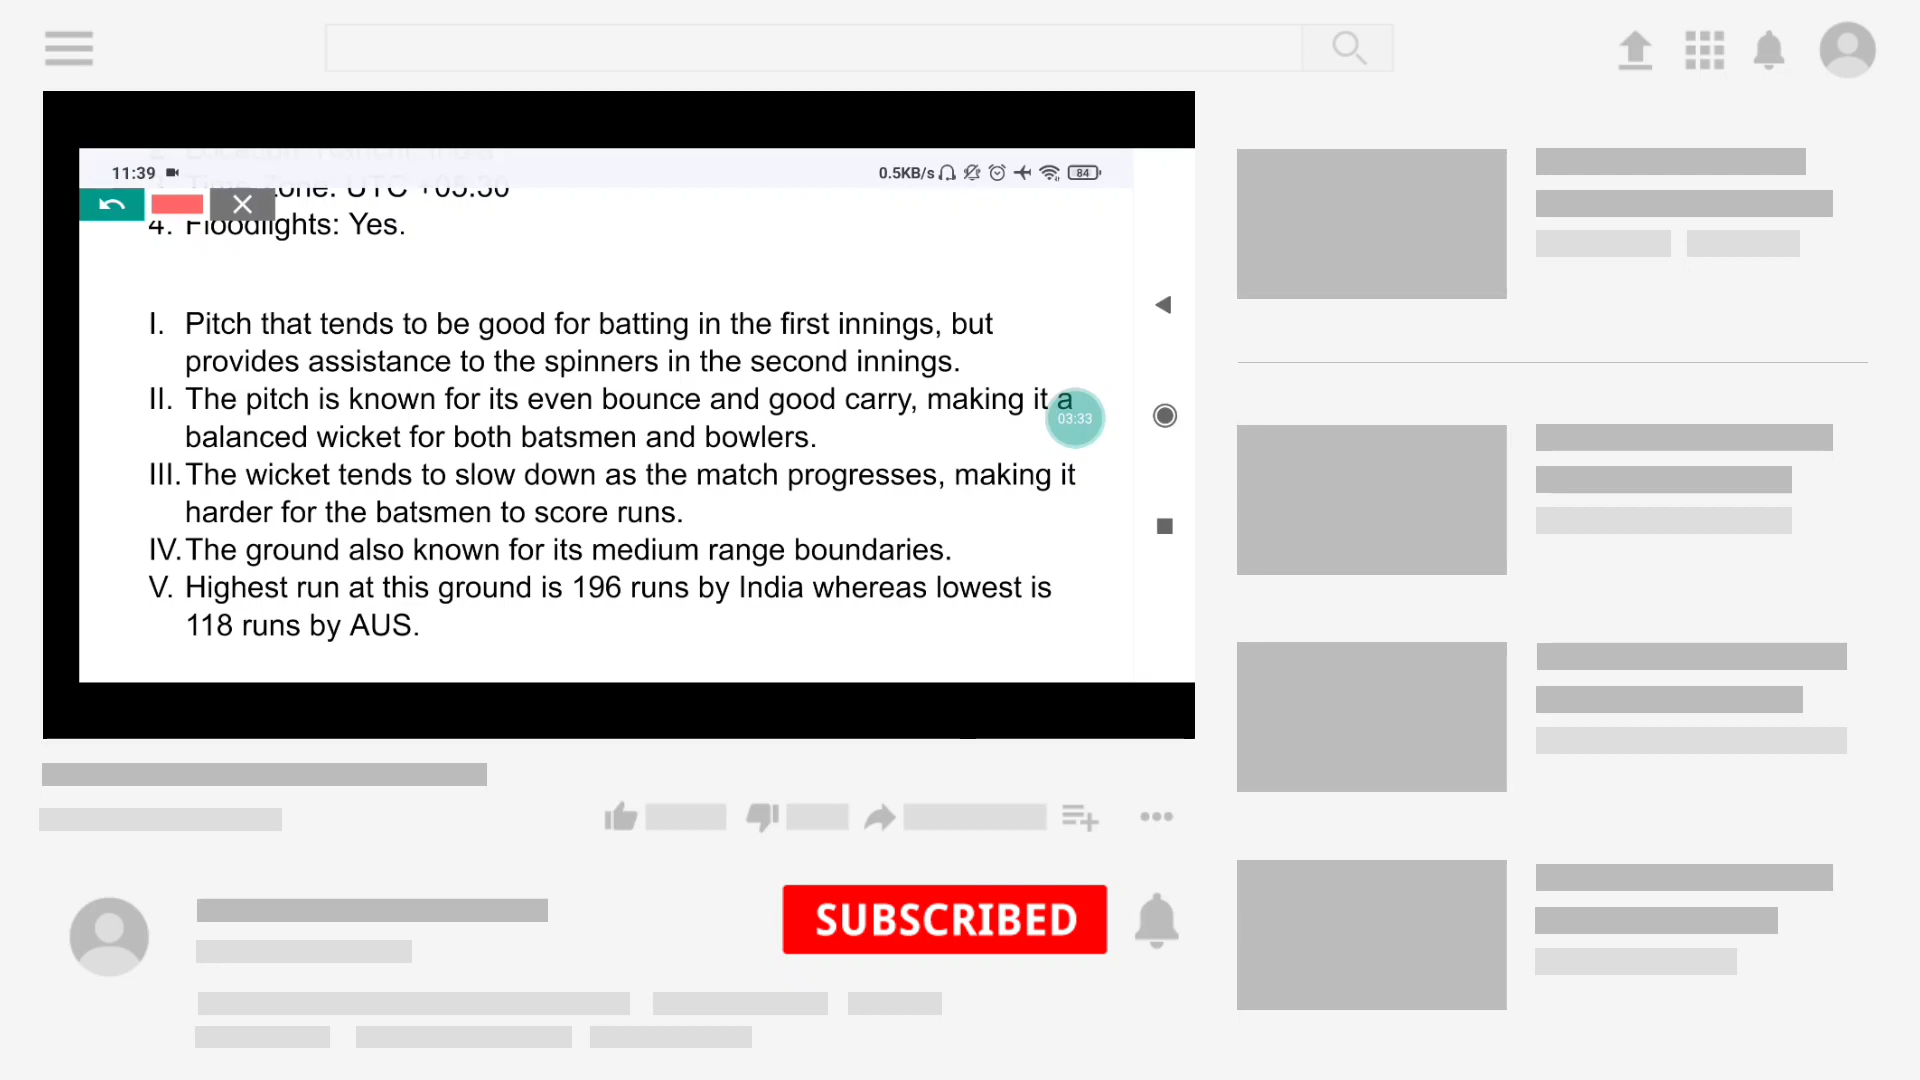 11:39
0.5KB/s
84
Time Zone: UTC +05:30
4. Floodlights: Yes.
I. Pitch that tends to be good for batting in the first innings, but
provides assistance to the spinners in the second innings.
II. The pitch is known for its even bounce and good carry, making it a
balanced wicket for both batsmen and bowlers.
03:33
III. The wicket tends to slow down as the match progresses, making it
harder for the batsmen to score runs.
IV. The ground also known for its medium range boundaries.
V. Highest run at this ground is 196 runs by India whereas lowest is
118 runs by AUS.
SUBSCRIBED